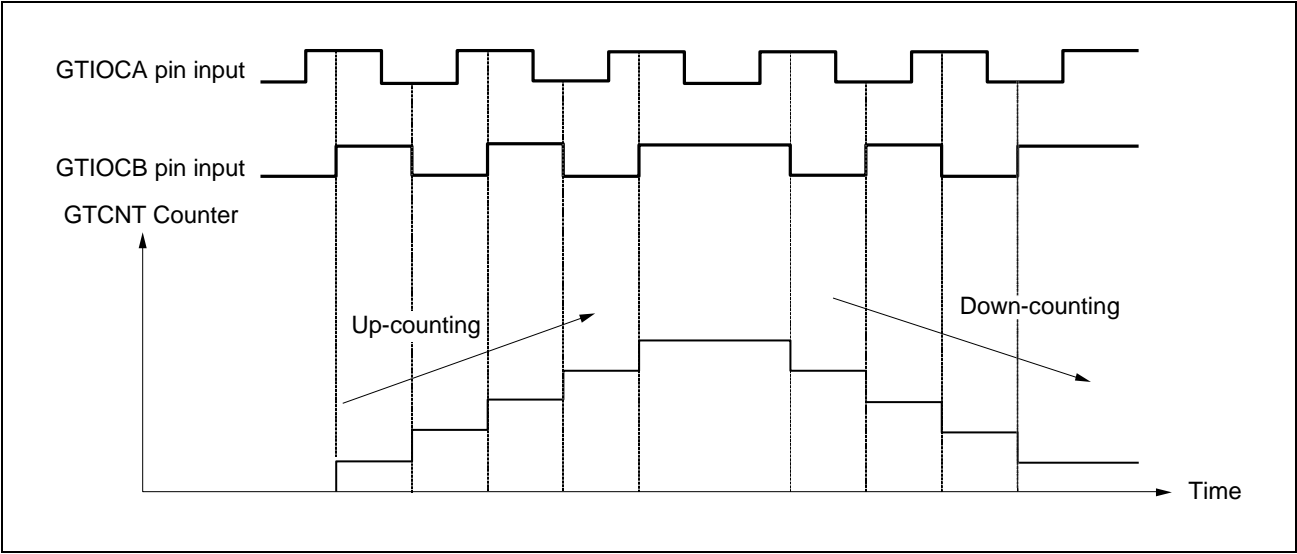 GTIOCA pin input
GTIOCB pin input
GTCNT Counter
Up-counting
Down-counting
Time